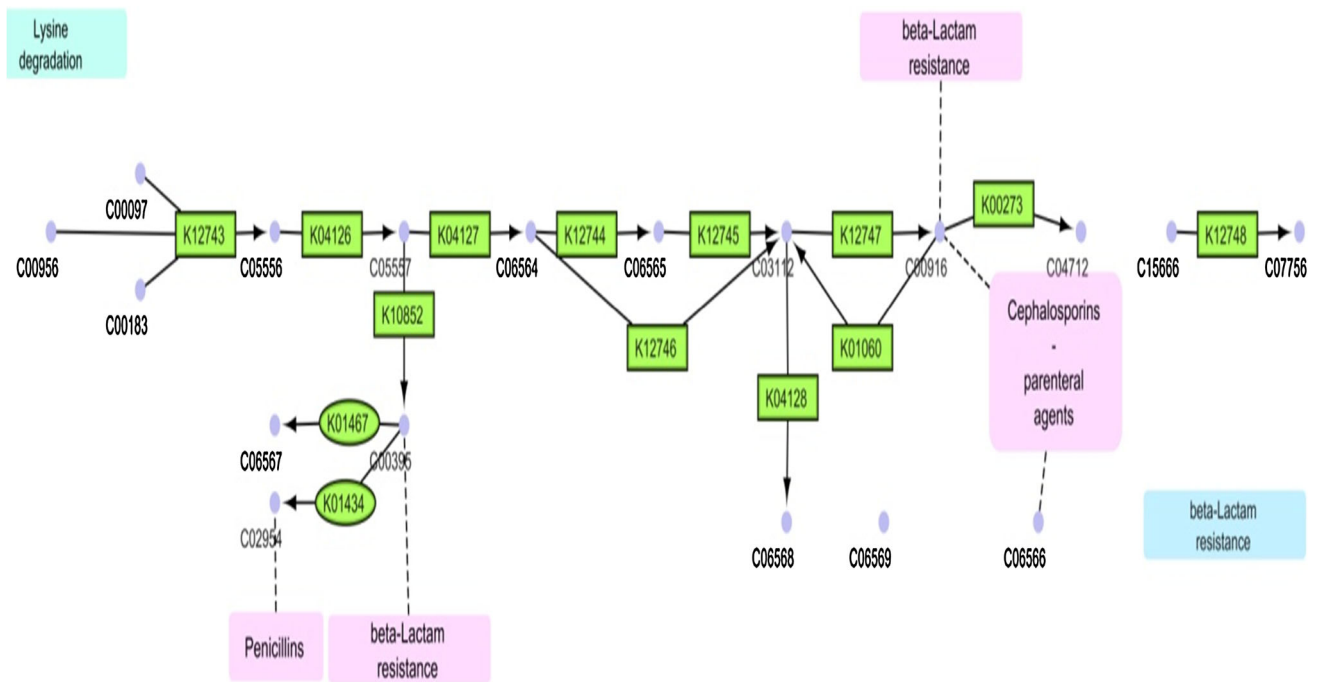 Lysine
degradation
beta-Lactam
resistance
C00097
K00273
K12743
K04126
K04127
K12744
K12745
K12747
K12748
C00956
C05556
C05557
C06564
C06565
C03112
C00916
C04712
C15666
C07756
C00183
K10852
K12746
K01060
Cephalosporins
-
parenteral
agents
K04128
K01467
C06567
C00395
K01434
C02954
C06568
C06569
C06566
beta-Lactam
resistance
Penicillins
beta-Lactam
resistance